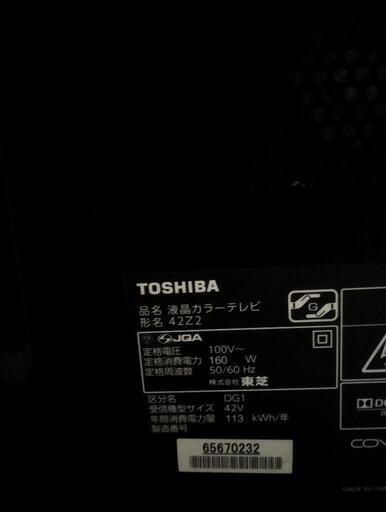 TOSHIBA
品名 液晶カラーテレビ
形名 42Z2
JQA
定格電圧 100V～
定格消費電力 160 W
定格周波数 50/60 Hz
株式会社 東芝
G
区分名 DG1
受信機型サイズ 42V
年間消費電力量 113 kWh/年
製造番号
65670232